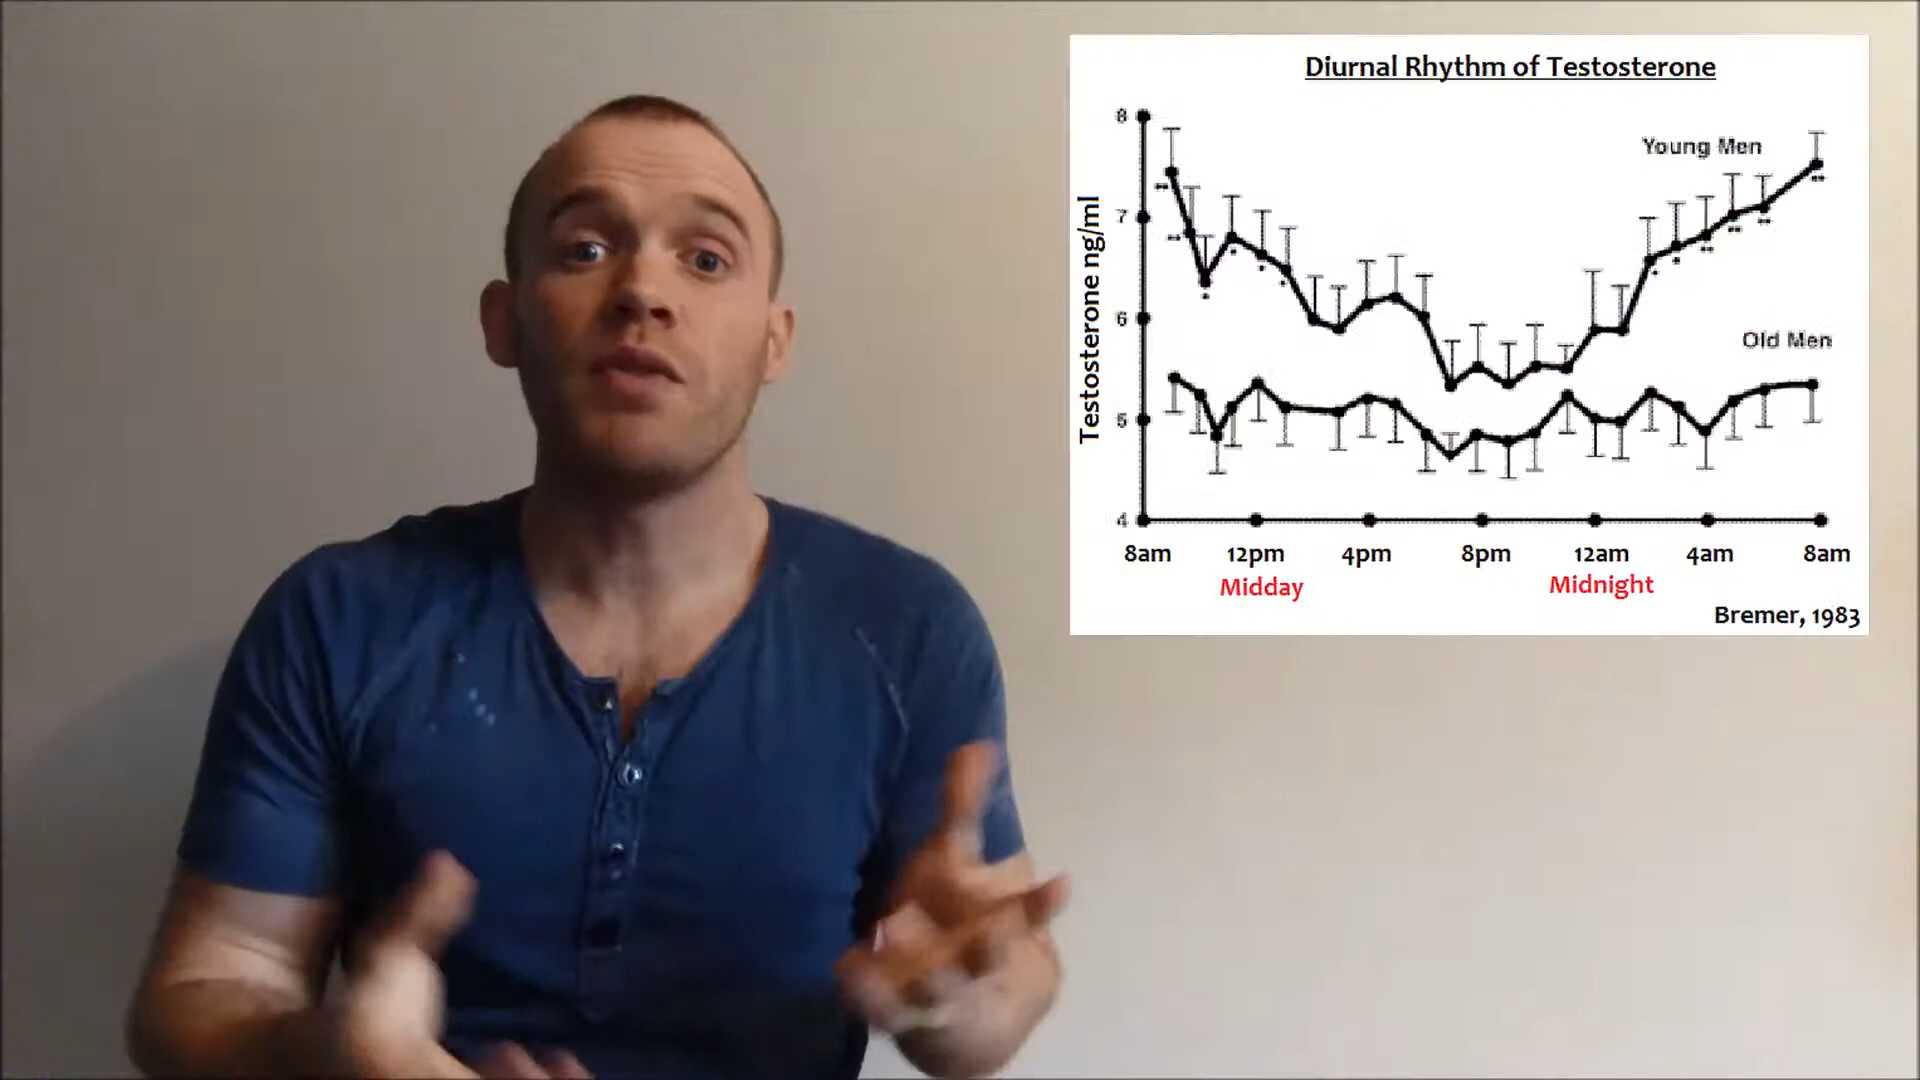 Diurnal Rhythm of Testosterone
8
7
6
5
4
Testosterone ng/ml
Young Men
Old Men
8am 12pm 4pm 8pm 12am 4am 8am
Midday Midnight
Bremer, 1983